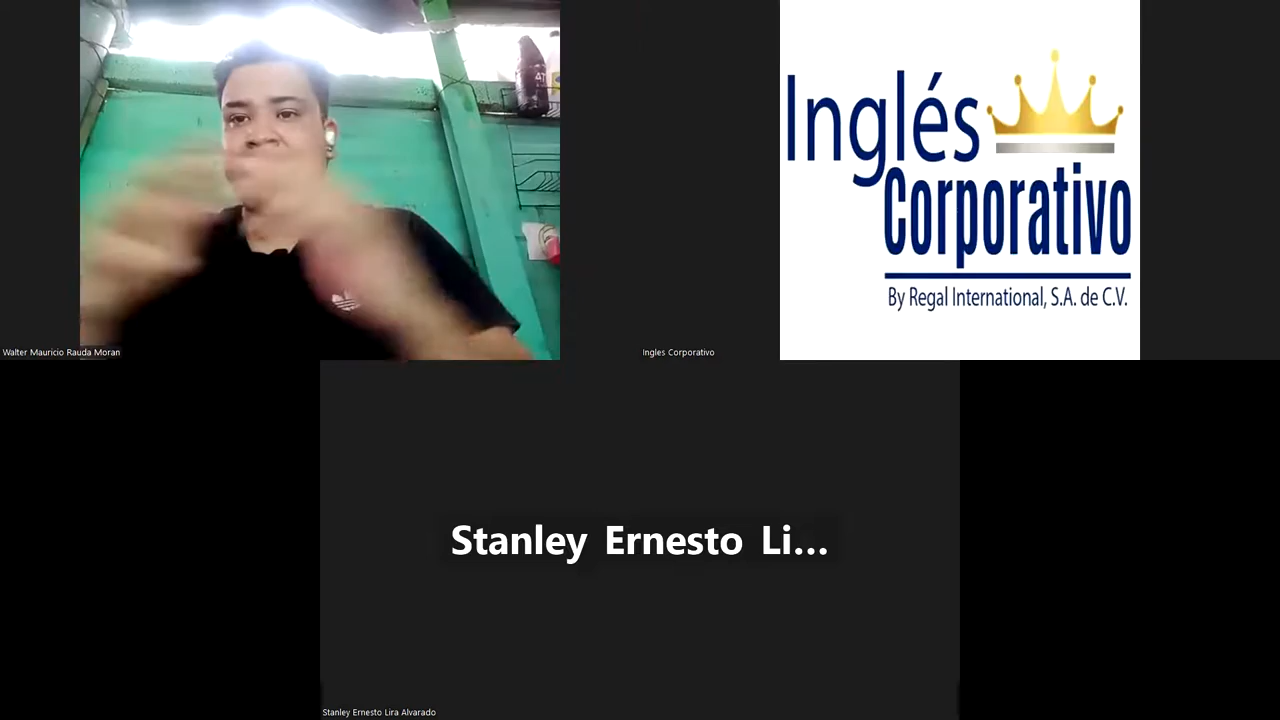 Walter Mauricio Rauda Moran
Inglés
Corporativo
By Regal International, S.A. de C.V.
Ingles Corporativo
Stanley Ernesto Li...
Stanley Ernesto Lira Alvarado